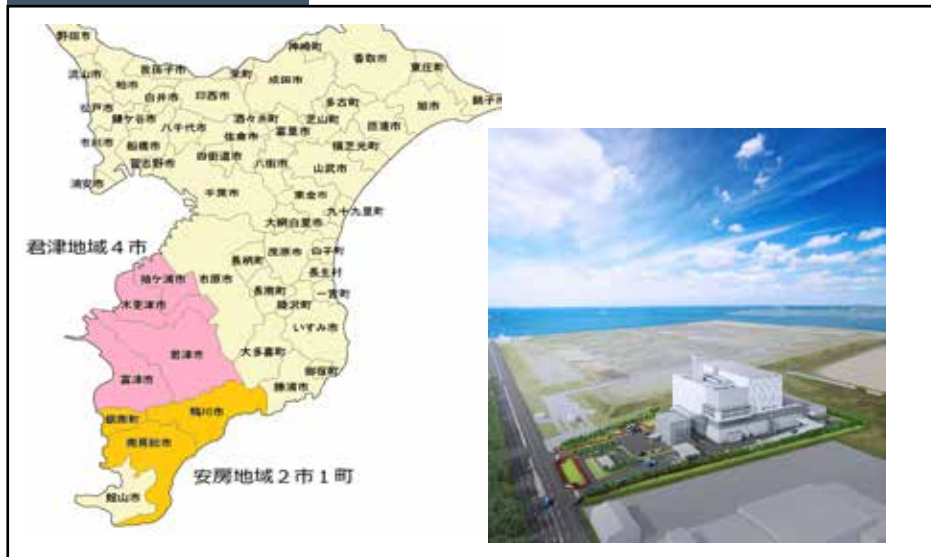 神崎町
野田市
香取市
我孫子市
栄町
東庄町
流山市
成田市
柏市
白井市
印西市
多古町
銚子市
松戸市
旭市
鎌ケ谷市
酒々井町
芝山町
八千代市
富里市
匝瑳市
佐倉市
市川市
船橋市
横芝光町
四街道市
習志野市
八街市
山武市
浦安市
千葉市
東金市
九十九里町
大網白里市
君津地域4市
茂原市
白子町
長柄町
袖ケ浦市
市原市
長生村
長南町
一宮町
木更津市
睦沢町
いすみ市
君津市
大多喜町
富津市
御宿町
勝浦市
鴨川市
鋸南町
南房総市
安房地域2市1町
館山市